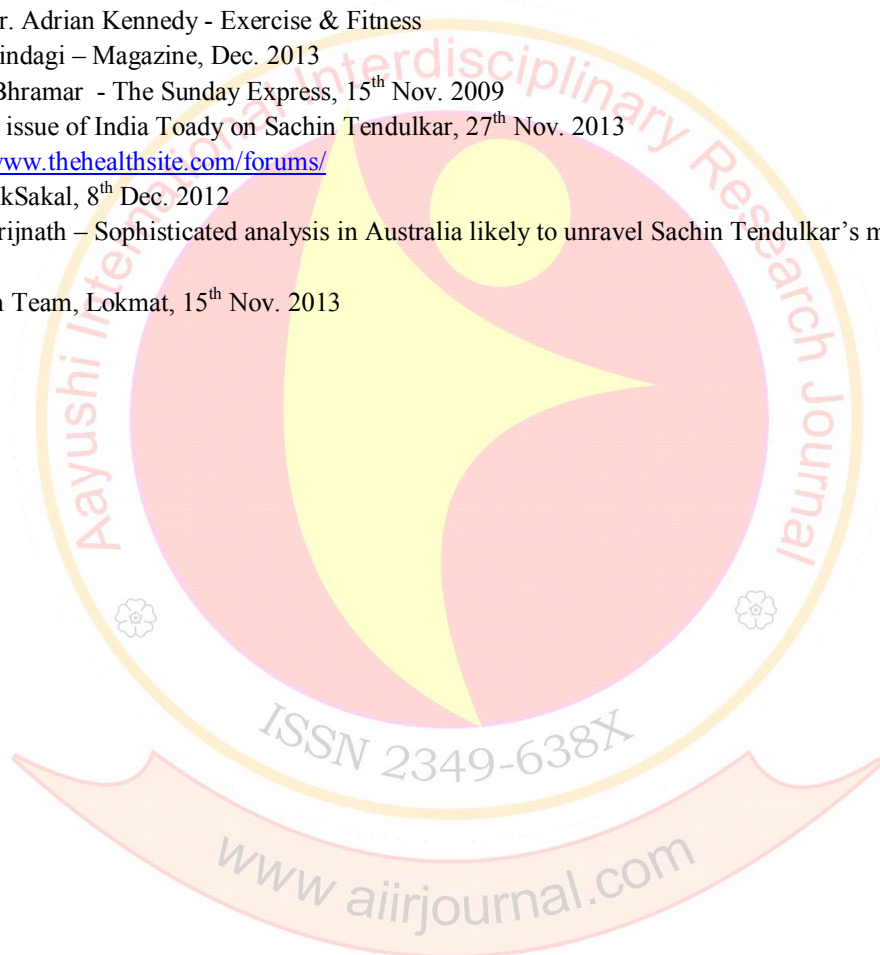 r. Adrian Kennedy - Exercise & Fitness
indagi – Magazine, Dec. 2013
Bhramar - The Sunday Express, 15th Nov. 2009
issue of India Toady on Sachin Tendulkar, 27th Nov. 2013
www.thehealthsite.com/forums/
kSakal, 8th Dec. 2012
rijnath – Sophisticated analysis in Australia likely to unravel Sachin Tendulkar’s m
n Team, Lokmat, 15th Nov. 2013
Aayushi International Interdisciplinary Research Journal
ISSN 2349-638X
www aiirjournal.com